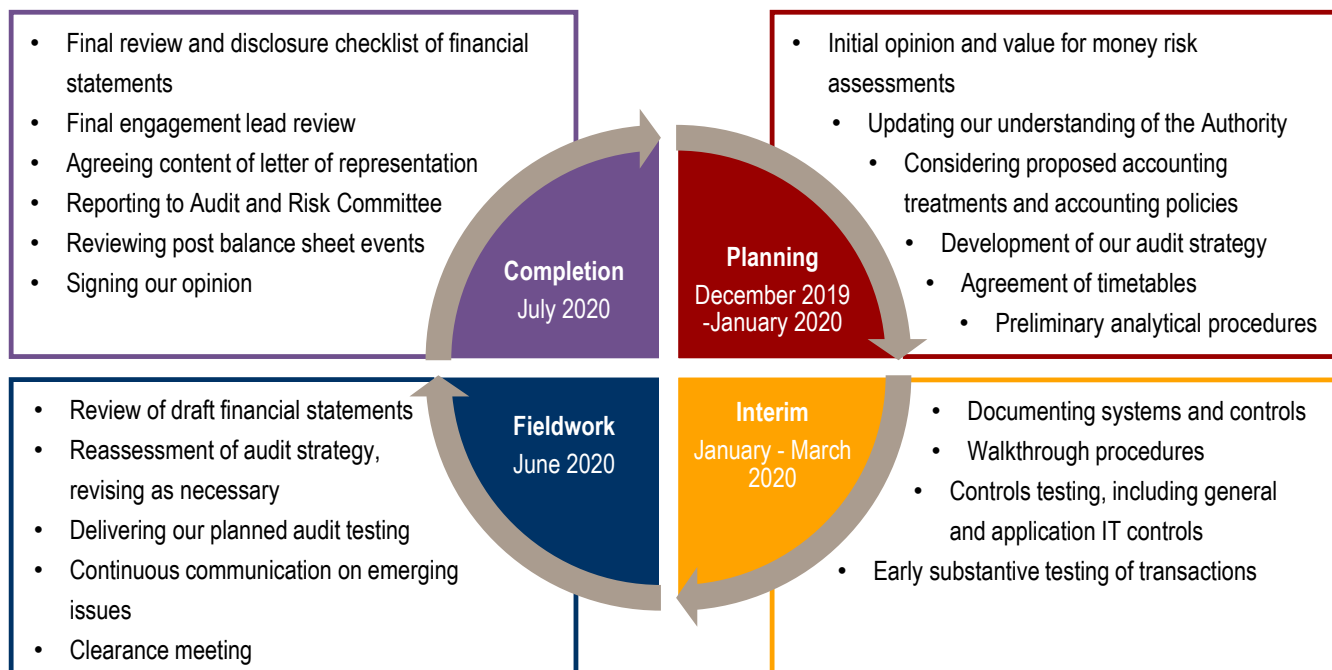 • Final review and disclosure checklist of financial
statements
• Final engagement lead review
• Agreeing content of letter of representation
• Reporting to Audit and Risk Committee
• Reviewing post balance sheet events
• Signing our opinion
Completion
July 2020
• Initial opinion and value for money risk
assessments
• Updating our understanding of the Authority
• Considering proposed accounting
treatments and accounting policies
• Development of our audit strategy
• Agreement of timetables
• Preliminary analytical procedures
Planning
December 2019
-January 2020
• Review of draft financial statements
• Reassessment of audit strategy,
revising as necessary
• Delivering our planned audit testing
• Continuous communication on emerging
issues
• Clearance meeting
Fieldwork
June 2020
Interim
January - March
2020
• Documenting systems and controls
• Walkthrough procedures
• Controls testing, including general
and application IT controls
• Early substantive testing of transactions